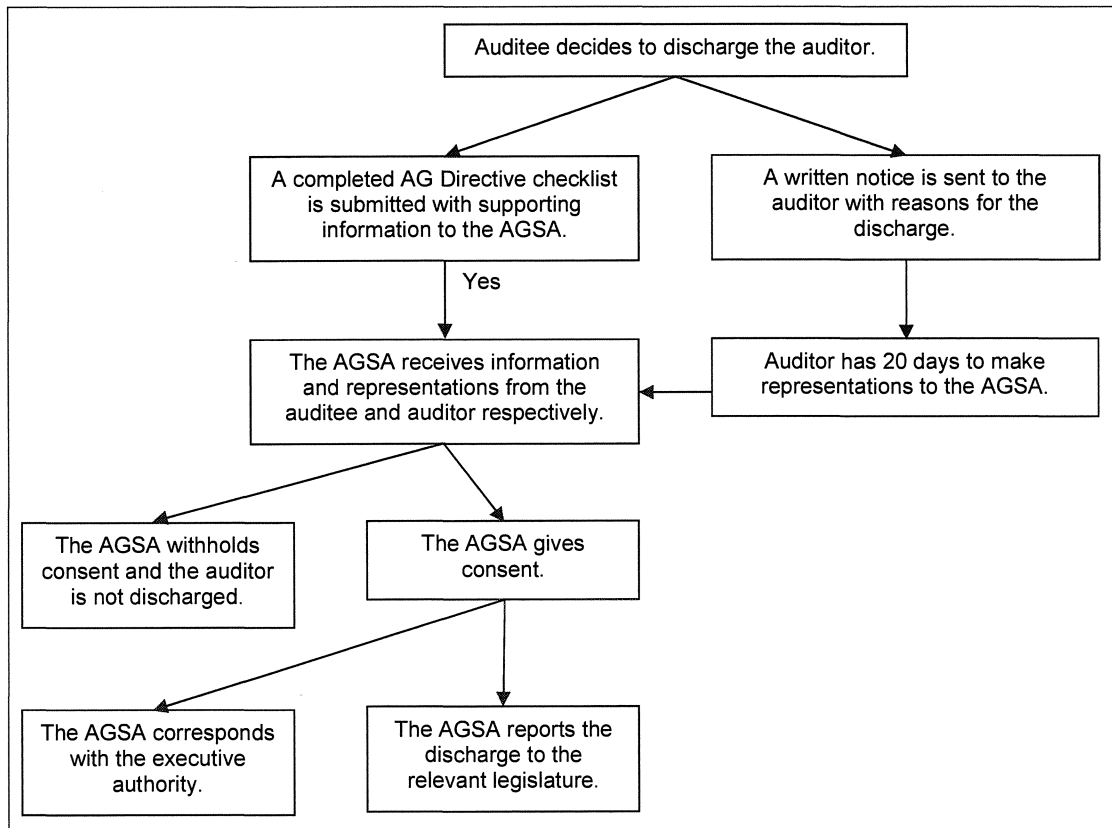 Auditee decides to discharge the auditor.
A completed AG Directive checklist
is submitted with supporting
information to the AGSA.
A written notice is sent to the
auditor with reasons for the
discharge.
Yes
The AGSA receives information
and representations from the
auditee and auditor respectively.
Auditor has 20 days to make
representations to the AGSA.
The AGSA withholds
consent and the auditor
is not discharged.
The AGSA gives
consent.
The AGSA corresponds
with the executive
authority.
The AGSA reports the
discharge to the
relevant legislature.